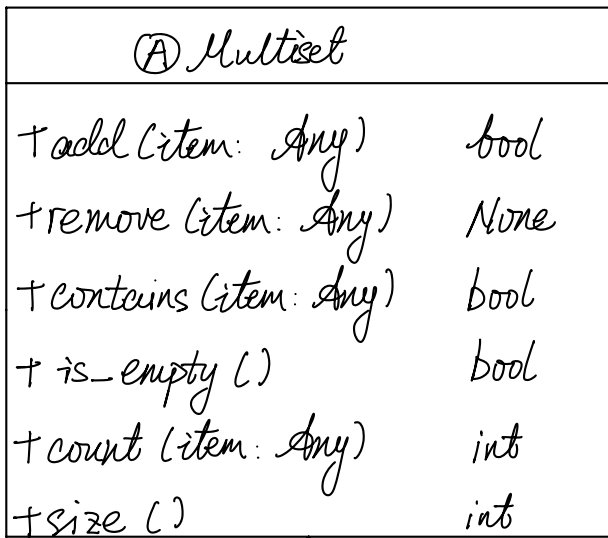 Ⓐ Multiset
+add (item: Any) bool
+remove (item: Any) None
+contains (item: Any) bool
+ is_empty () bool
+count (item: Any) int
+size () int